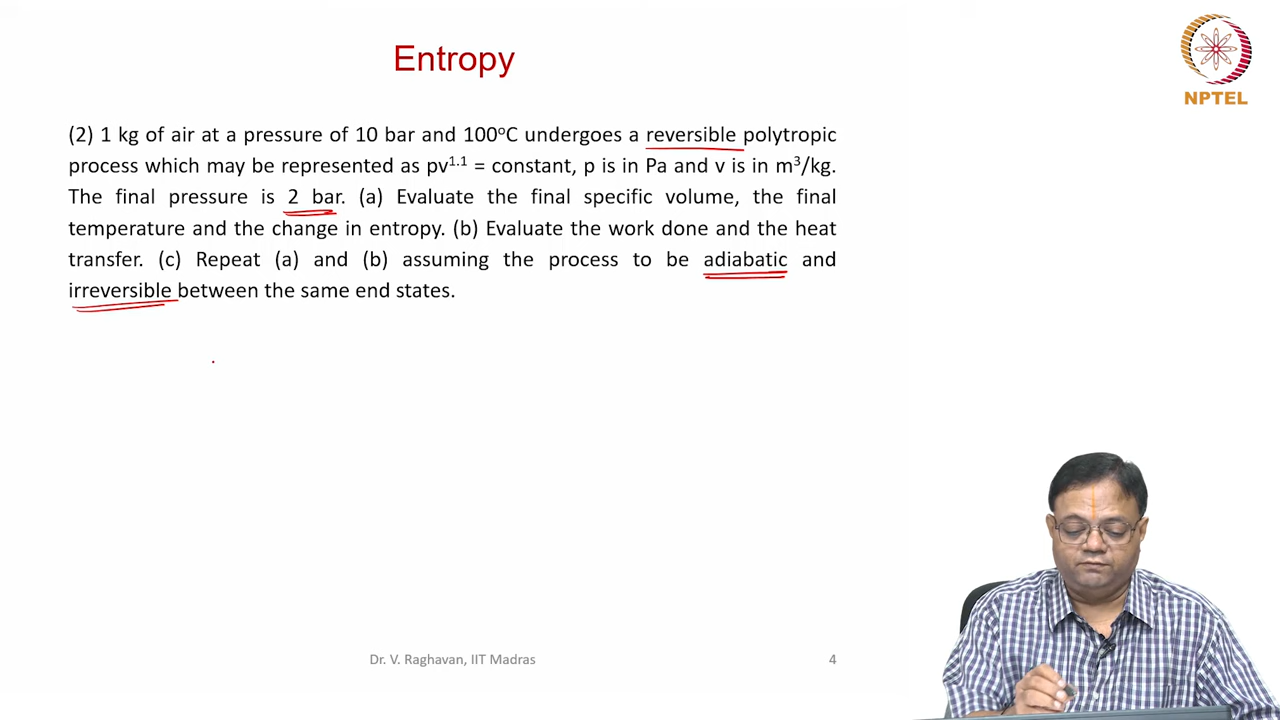 Entropy
NPTEL
(2) 1 kg of air at a pressure of 10 bar and 100°C undergoes a reversible polytropic
process which may be represented as pv^1.1 = constant, p is in Pa and v is in m³/kg.
The final pressure is 2 bar. (a) Evaluate the final specific volume, the final
temperature and the change in entropy. (b) Evaluate the work done and the heat
transfer. (c) Repeat (a) and (b) assuming the process to be adiabatic and
irreversible between the same end states.
Dr. V. Raghavan, IIT Madras
4